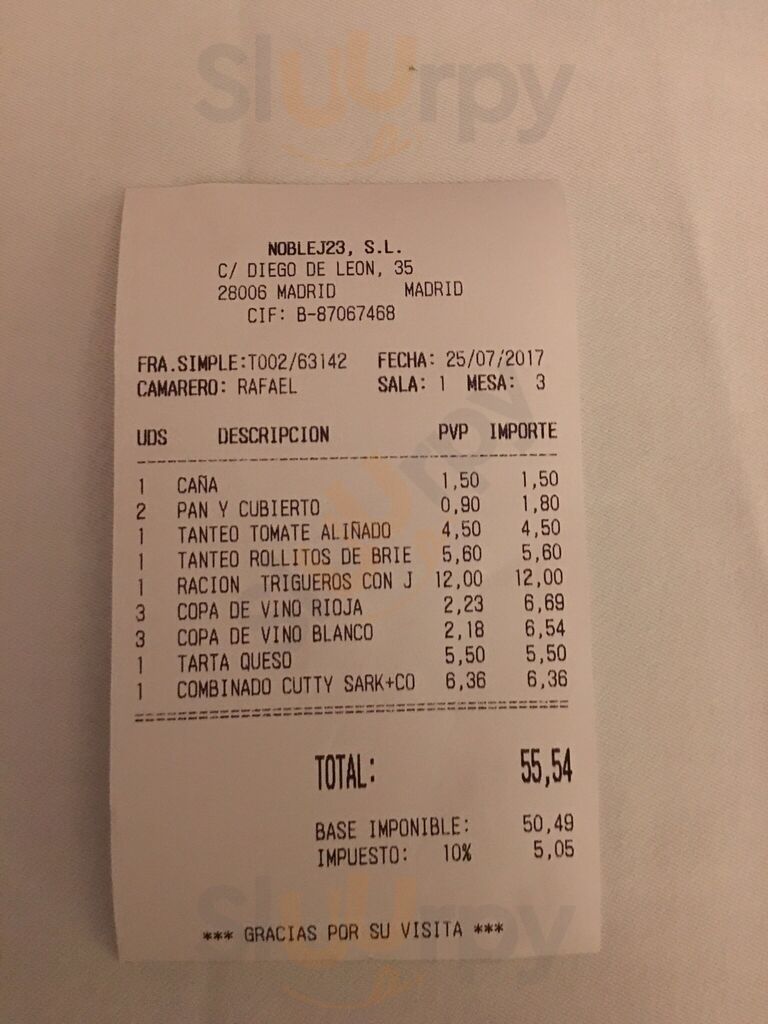 Sluurpy
NOBLEJ23, S.L.
C/ DIEGO DE LEON, 35
28006 MADRID MADRID
CIF: B-87067468
FRA.SIMPLE:T002/63142 FECHA: 25/07/2017
CAMARERO: RAFAEL SALA: 1 MESA: 3
UDS DESCRIPCION PVP IMPORTE
1 CAÑA 1,50 1,50
2 PAN Y CUBIERTO 0,90 1,80
1 TANTEO TOMATE ALIÑADO 4,50 4,50
1 TANTEO ROLLITOS DE BRIE 5,60 5,60
1 RACION TRIGUEROS CON J 12,00 12,00
3 COPA DE VINO RIOJA 2,23 6,69
3 COPA DE VINO BLANCO 2,18 6,54
1 TARTA QUESO 5,50 5,50
1 COMBINADO CUTTY SARK+CO 6,36 6,36
TOTAL: 55,54
BASE IMPONIBLE: 50,49
IMPUESTO: 10% 5,05
*** GRACIAS POR SU VISITA ***
Sluurpy